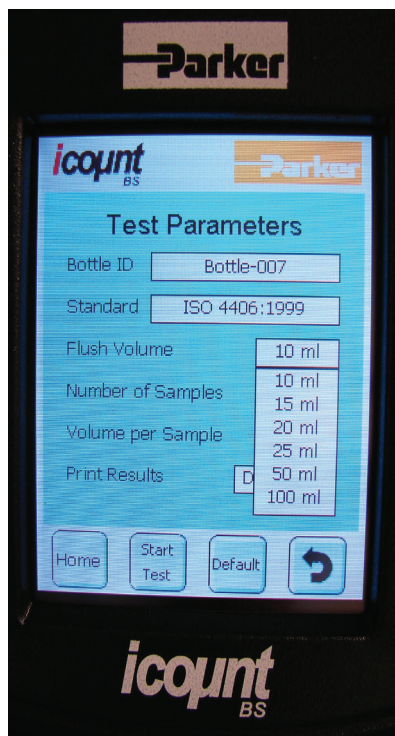 Parker
icount
BS
Parker
Test Parameters
Bottle ID Bottle-007
Standard ISO 4406:1999
Flush Volume 10 ml
10 ml
Number of Samples
15 ml
20 ml
Volume per Sample
25 ml
Print Results D
50 ml
100 ml
Home
Start
Test
Default
icount
BS